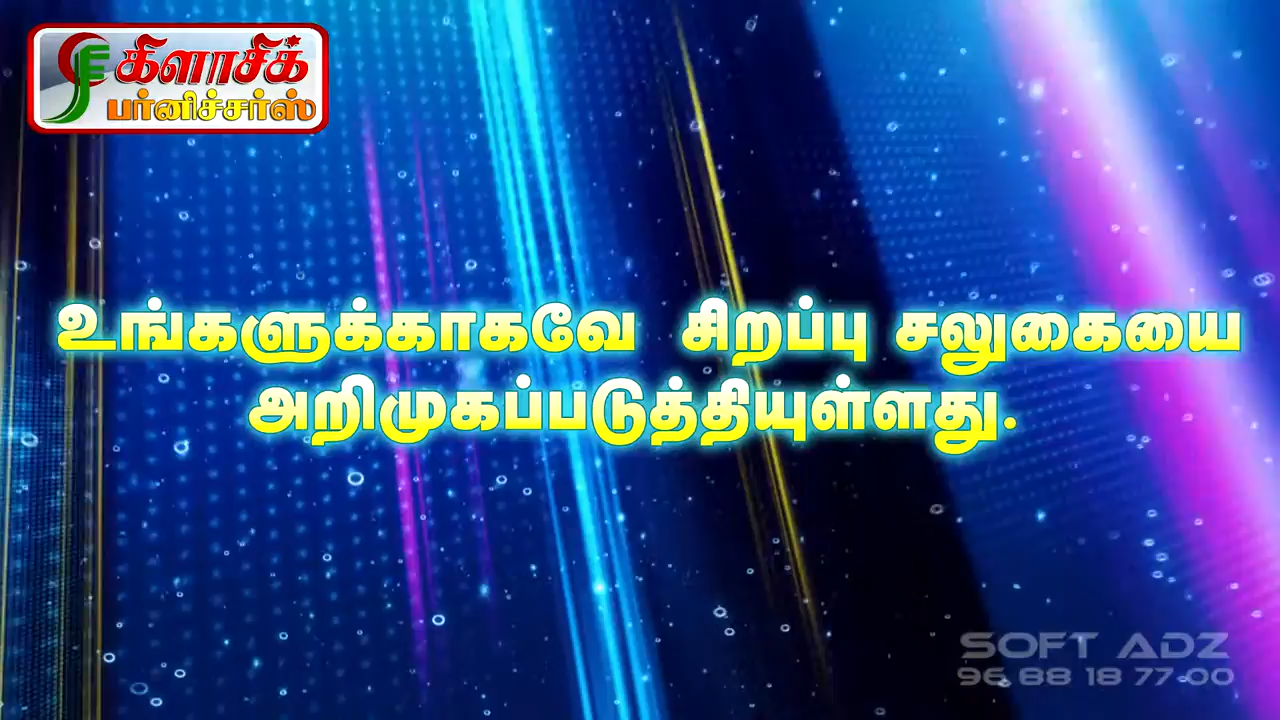 கிளாசிக்
பர்னிச்சர்ஸ்
உங்களுக்காகவே சிறப்பு சலுகையை
அறிமுகப்படுத்தியுள்ளது.
SOFT ADZ
96 88 18 77-00